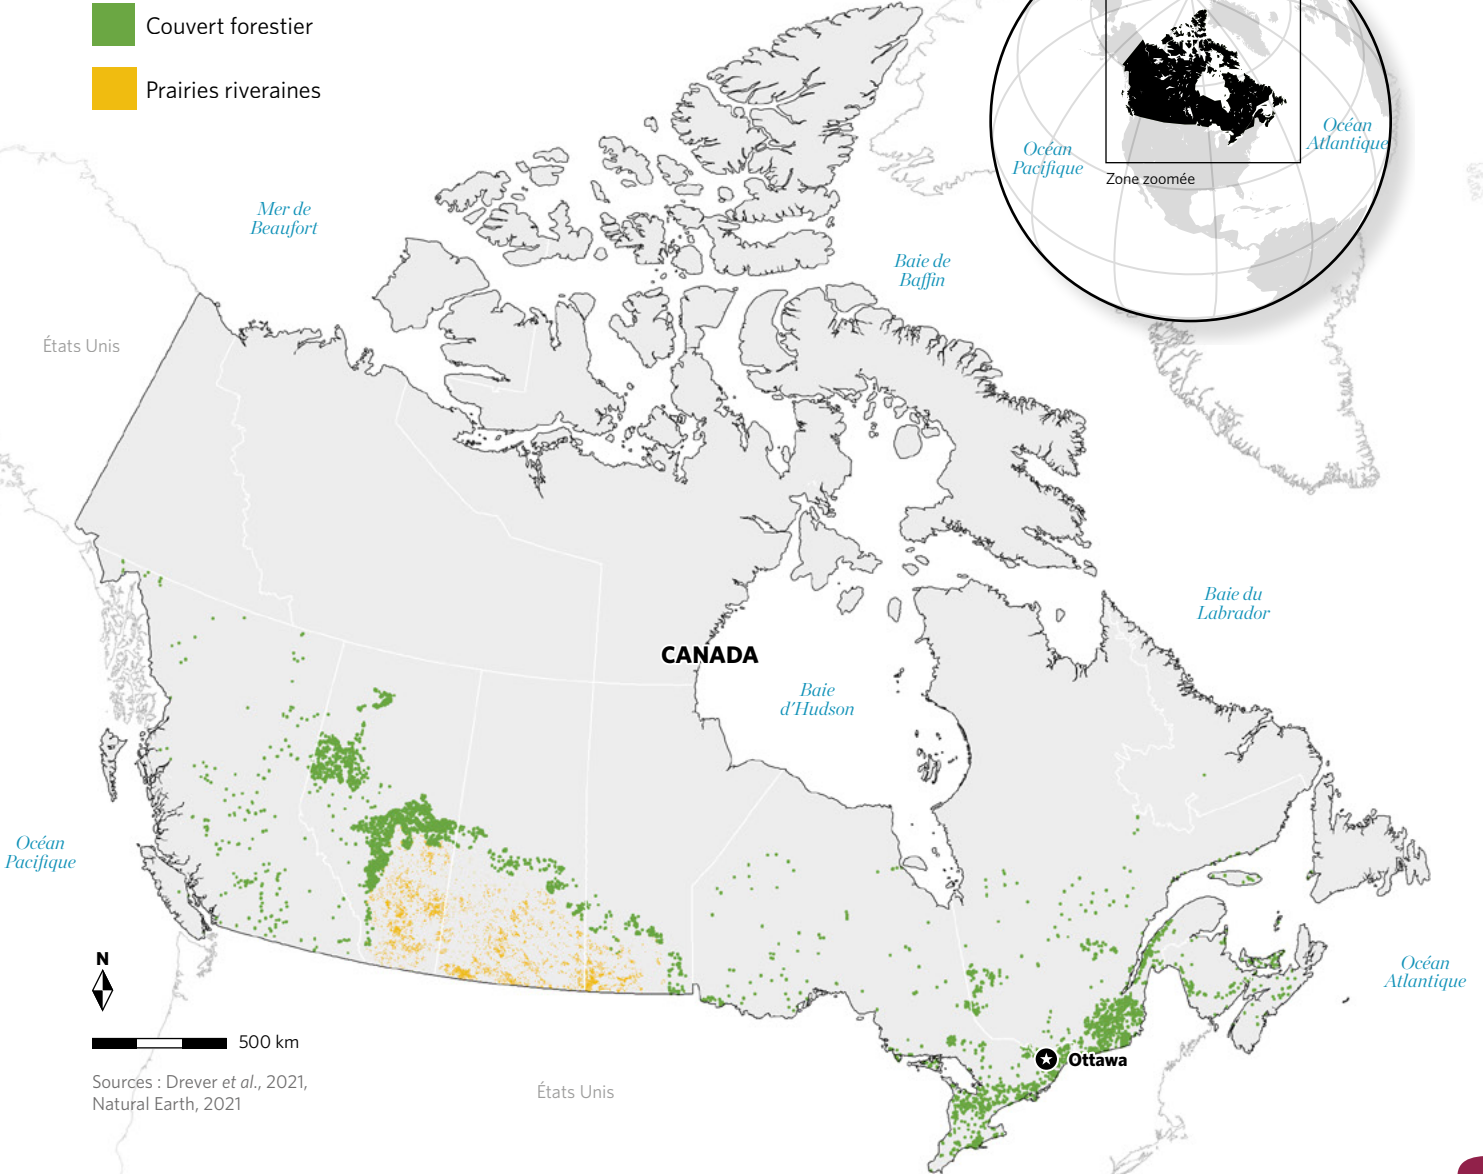 Couvert forestier
Prairies riveraines
Océan
Pacifique
Océan
Atlantique
Zone zoomée
Mer de
Beaufort
Baie de
Baffin
États Unis
Baie du
Labrador
CANADA
Baie
d'Hudson
Océan
Pacifique
N
500 km
Océan
Atlantique
Ottawa
Sources : Drever et al., 2021,
Natural Earth, 2021
États Unis